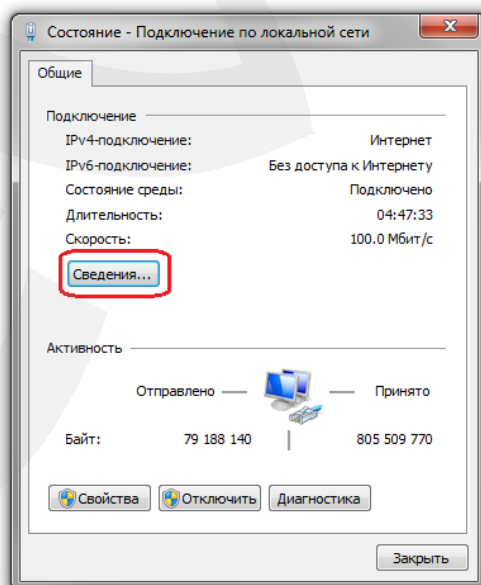 Состояние - Подключение по локальной сети
Общие
Подключение
IPv4-подключение: Интернет
IPv6-подключение: Без доступа к Интернету
Состояние среды: Подключено
Длительность: 04:47:33
Скорость: 100.0 Мбит/с
Сведения...
Активность
Отправлено — — Принято
Байт: 79 188 140 | 805 509 770
Свойства Отключить Диагностика
Закрыть